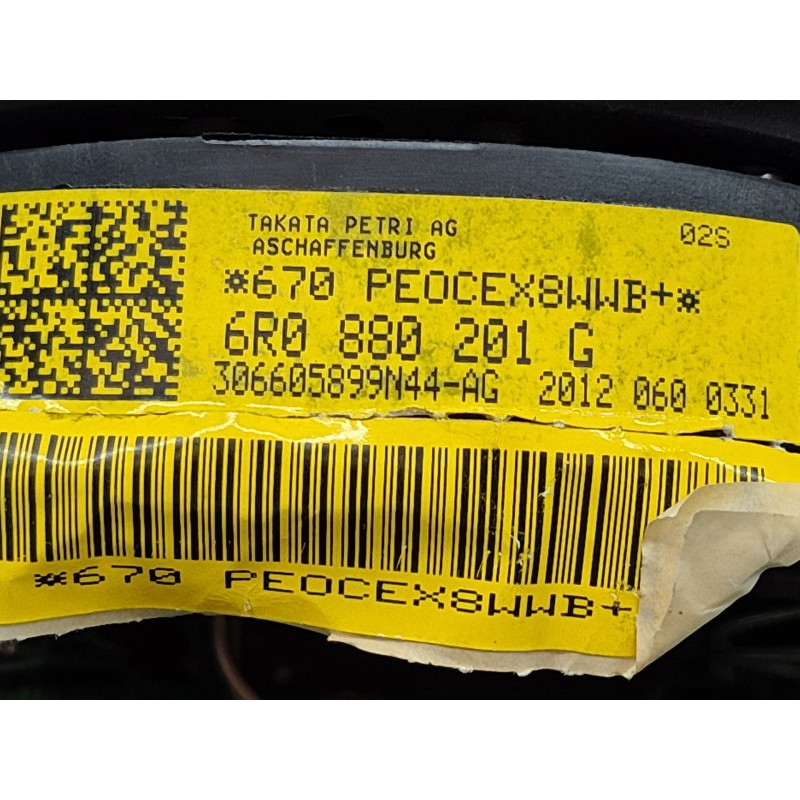 TAKATA PETRI AG
ASCHAFFENBURG
02S
*670 PEOCEX8WWB+*
6R0 880 201 G
306605899N44-AG 2012 060 0331
*670 PEOCEX8WWB+